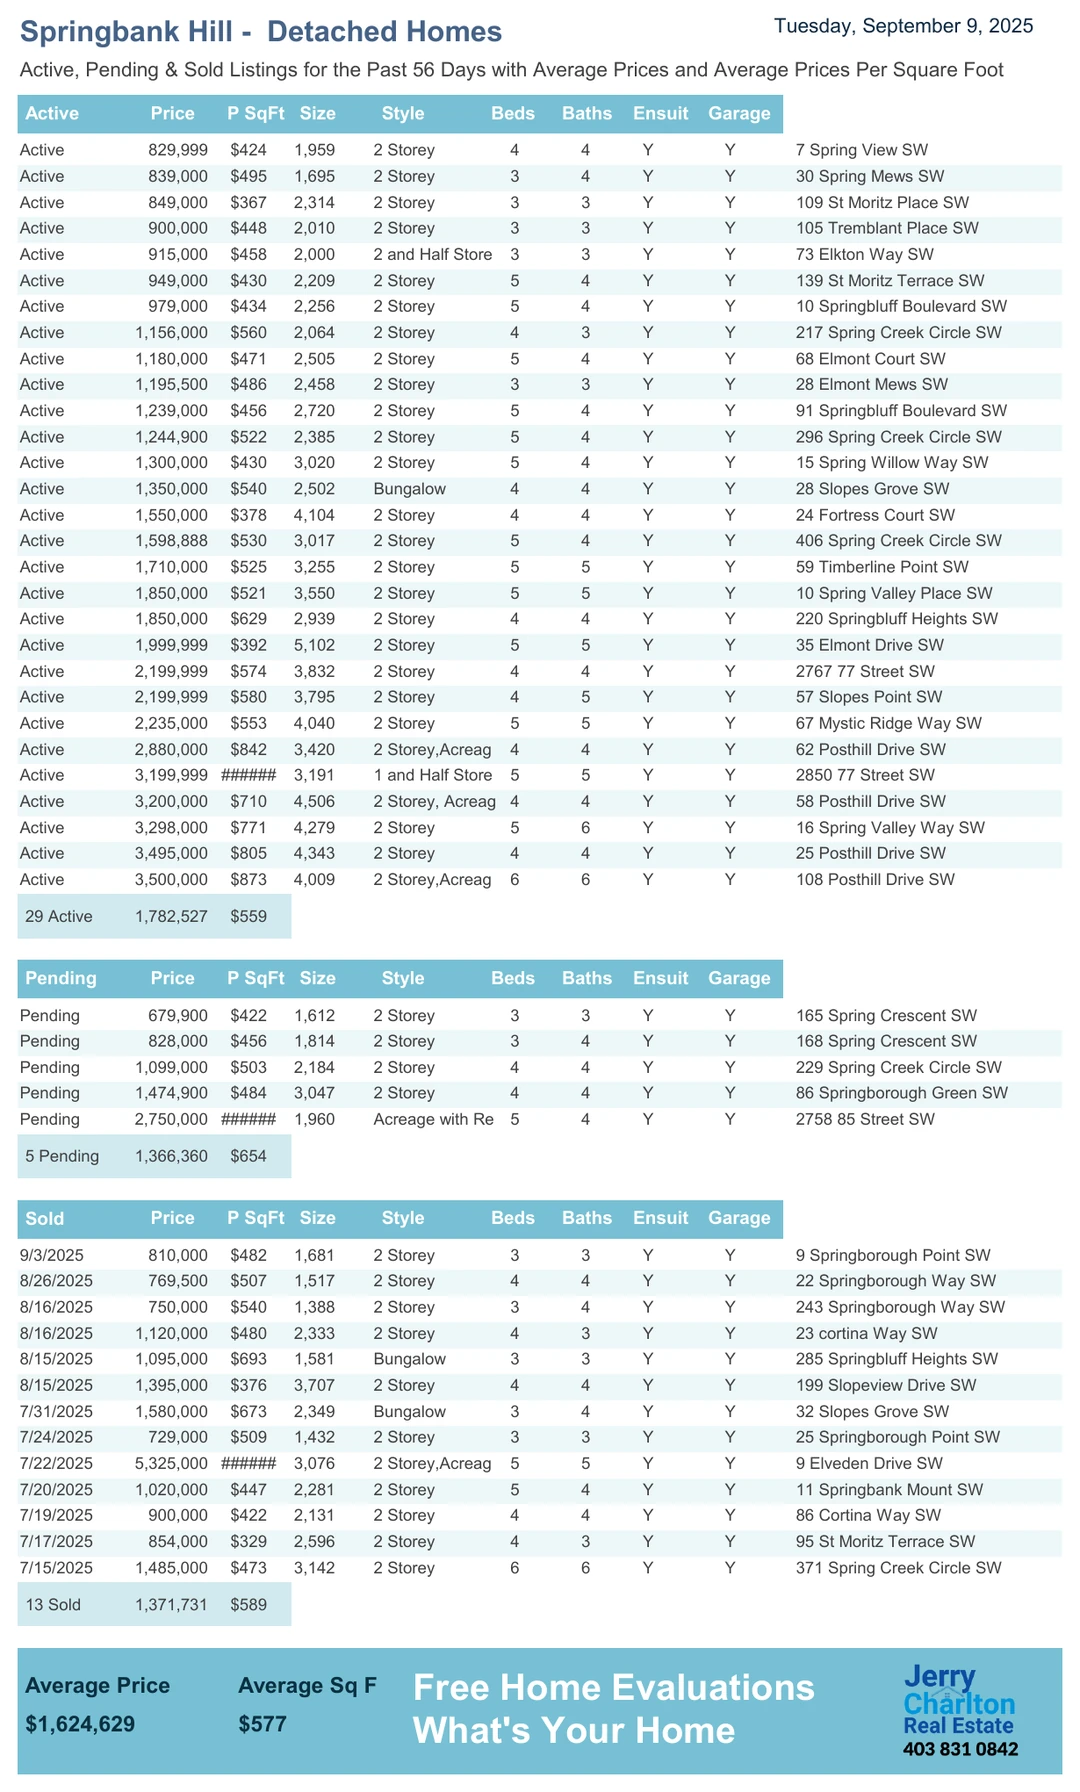 Springbank Hill -  Detached Homes
Tuesday, September 9, 2025
Active, Pending & Sold Listings for the Past 56 Days with Average Prices and Average Prices Per Square Foot
Active Price P SqFt Size Style Beds Baths Ensuit Garage
Active 829,999 $424 1,959 2 Storey 4 4 Y Y 7 Spring View SW
Active 839,000 $495 1,695 2 Storey 3 4 Y Y 30 Spring Mews SW
Active 849,000 $367 2,314 2 Storey 3 3 Y Y 109 St Moritz Place SW
Active 900,000 $448 2,010 2 Storey 3 3 Y Y 105 Tremblant Place SW
Active 915,000 $458 2,000 2 and Half Store 3 3 Y Y 73 Elkton Way SW
Active 949,000 $430 2,209 2 Storey 5 4 Y Y 139 St Moritz Terrace SW
Active 979,000 $434 2,256 2 Storey 5 4 Y Y 10 Springbluff Boulevard SW
Active 1,156,000 $560 2,064 2 Storey 4 3 Y Y 217 Spring Creek Circle SW
Active 1,180,000 $471 2,505 2 Storey 5 4 Y Y 68 Elmont Court SW
Active 1,195,500 $486 2,458 2 Storey 3 3 Y Y 28 Elmont Mews SW
Active 1,239,000 $456 2,720 2 Storey 5 4 Y Y 91 Springbluff Boulevard SW
Active 1,244,900 $522 2,385 2 Storey 5 4 Y Y 296 Spring Creek Circle SW
Active 1,300,000 $430 3,020 2 Storey 5 4 Y Y 15 Spring Willow Way SW
Active 1,350,000 $540 2,502 Bungalow 4 4 Y Y 28 Slopes Grove SW
Active 1,550,000 $378 4,104 2 Storey 4 4 Y Y 24 Fortress Court SW
Active 1,598,888 $530 3,017 2 Storey 5 4 Y Y 406 Spring Creek Circle SW
Active 1,710,000 $525 3,255 2 Storey 5 5 Y Y 59 Timberline Point SW
Active 1,850,000 $521 3,550 2 Storey 5 5 Y Y 10 Spring Valley Place SW
Active 1,850,000 $629 2,939 2 Storey 4 4 Y Y 220 Springbluff Heights SW
Active 1,999,999 $392 5,102 2 Storey 5 5 Y Y 35 Elmont Drive SW
Active 2,199,999 $574 3,832 2 Storey 4 4 Y Y 2767 77 Street SW
Active 2,199,999 $580 3,795 2 Storey 4 5 Y Y 57 Slopes Point SW
Active 2,235,000 $553 4,040 2 Storey 5 5 Y Y 67 Mystic Ridge Way SW
Active 2,880,000 $842 3,420 2 Storey,Acreag 4 4 Y Y 62 Posthill Drive SW
Active 3,199,999 ###### 3,191 1 and Half Store 5 5 Y Y 2850 77 Street SW
Active 3,200,000 $710 4,506 2 Storey, Acreag 4 4 Y Y 58 Posthill Drive SW
Active 3,298,000 $771 4,279 2 Storey 5 6 Y Y 16 Spring Valley Way SW
Active 3,495,000 $805 4,343 2 Storey 4 4 Y Y 25 Posthill Drive SW
Active 3,500,000 $873 4,009 2 Storey,Acreag 6 6 Y Y 108 Posthill Drive SW
29 Active 1,782,527 $559
Pending Price P SqFt Size Style Beds Baths Ensuit Garage
Pending 679,900 $422 1,612 2 Storey 3 3 Y Y 165 Spring Crescent SW
Pending 828,000 $456 1,814 2 Storey 3 4 Y Y 168 Spring Crescent SW
Pending 1,099,000 $503 2,184 2 Storey 4 4 Y Y 229 Spring Creek Circle SW
Pending 1,474,900 $484 3,047 2 Storey 4 4 Y Y 86 Springborough Green SW
Pending 2,750,000 ###### 1,960 Acreage with Re 5 4 Y Y 2758 85 Street SW
5 Pending 1,366,360 $654
Sold Price P SqFt Size Style Beds Baths Ensuit Garage
9/3/2025 810,000 $482 1,681 2 Storey 3 3 Y Y 9 Springborough Point SW
8/26/2025 769,500 $507 1,517 2 Storey 4 4 Y Y 22 Springborough Way SW
8/16/2025 750,000 $540 1,388 2 Storey 3 4 Y Y 243 Springborough Way SW
8/16/2025 1,120,000 $480 2,333 2 Storey 4 3 Y Y 23 cortina Way SW
8/15/2025 1,095,000 $693 1,581 Bungalow 3 3 Y Y 285 Springbluff Heights SW
8/15/2025 1,395,000 $376 3,707 2 Storey 4 4 Y Y 199 Slopeview Drive SW
7/31/2025 1,580,000 $673 2,349 Bungalow 3 4 Y Y 32 Slopes Grove SW
7/24/2025 729,000 $509 1,432 2 Storey 3 3 Y Y 25 Springborough Point SW
7/22/2025 5,325,000 ###### 3,076 2 Storey,Acreag 5 5 Y Y 9 Elveden Drive SW
7/20/2025 1,020,000 $447 2,281 2 Storey 5 4 Y Y 11 Springbank Mount SW
7/19/2025 900,000 $422 2,131 2 Storey 4 4 Y Y 86 Cortina Way SW
7/17/2025 854,000 $329 2,596 2 Storey 4 3 Y Y 95 St Moritz Terrace SW
7/15/2025 1,485,000 $473 3,142 2 Storey 6 6 Y Y 371 Spring Creek Circle SW
13 Sold 1,371,731 $589
Average Price Average Sq F
$1,624,629 $577
Free Home Evaluations
What's Your Home
Jerry
Charlton
Real Estate
403 831 0842